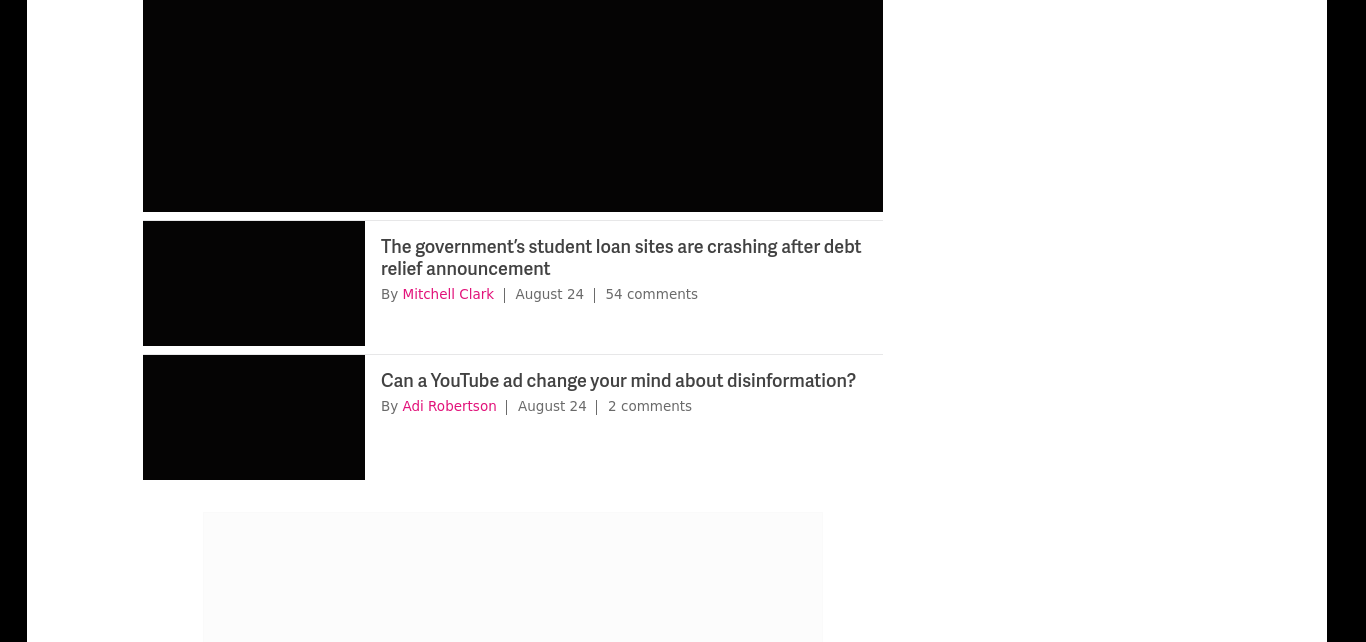 The government’s student loan sites are crashing after debt
relief announcement
By Mitchell Clark | August 24 | 54 comments
Can a YouTube ad change your mind about disinformation?
By Adi Robertson | August 24 | 2 comments